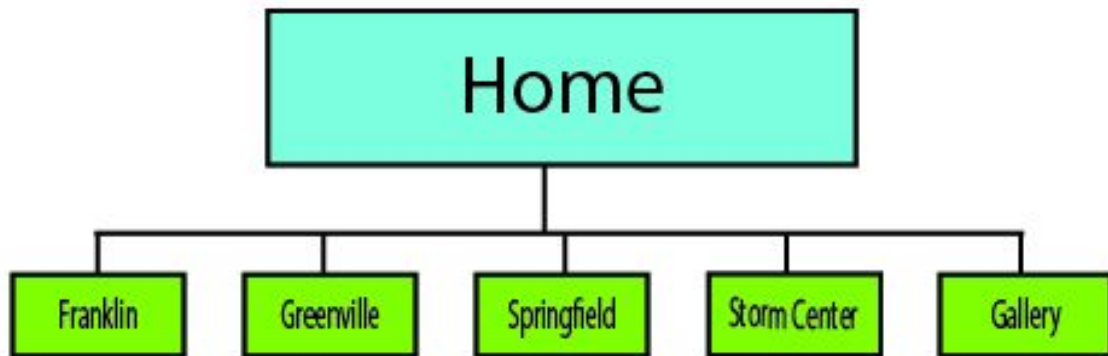 Home
Franklin
Greenville
Springfield
Storm Center
Gallery